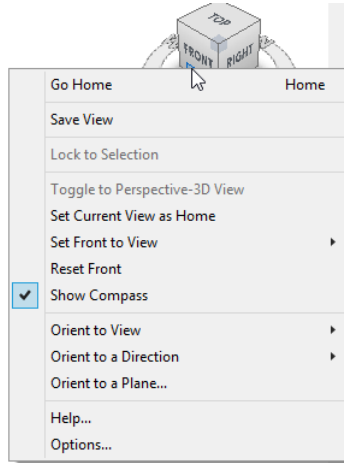 TOP
FRONT RIGHT
Go Home Home
Save View
Lock to Selection
Toggle to Perspective-3D View
Set Current View as Home
Set Front to View
Reset Front
Show Compass
Orient to View
Orient to a Direction
Orient to a Plane...
Help...
Options...